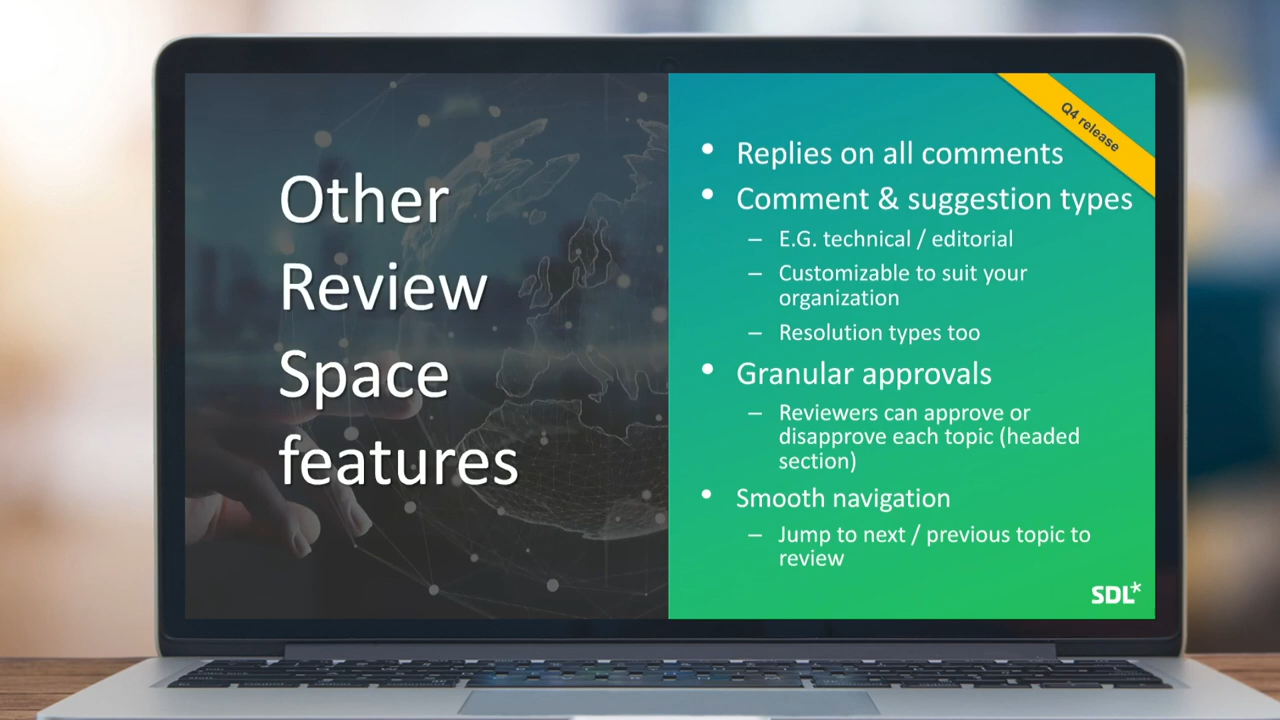 Other
Review
Space
features
Q4 release
• Replies on all comments
• Comment & suggestion types
– E.G. technical / editorial
– Customizable to suit your
organization
– Resolution types too
• Granular approvals
– Reviewers can approve or
disapprove each topic (headed
section)
• Smooth navigation
– Jump to next / previous topic to
review
SDL*